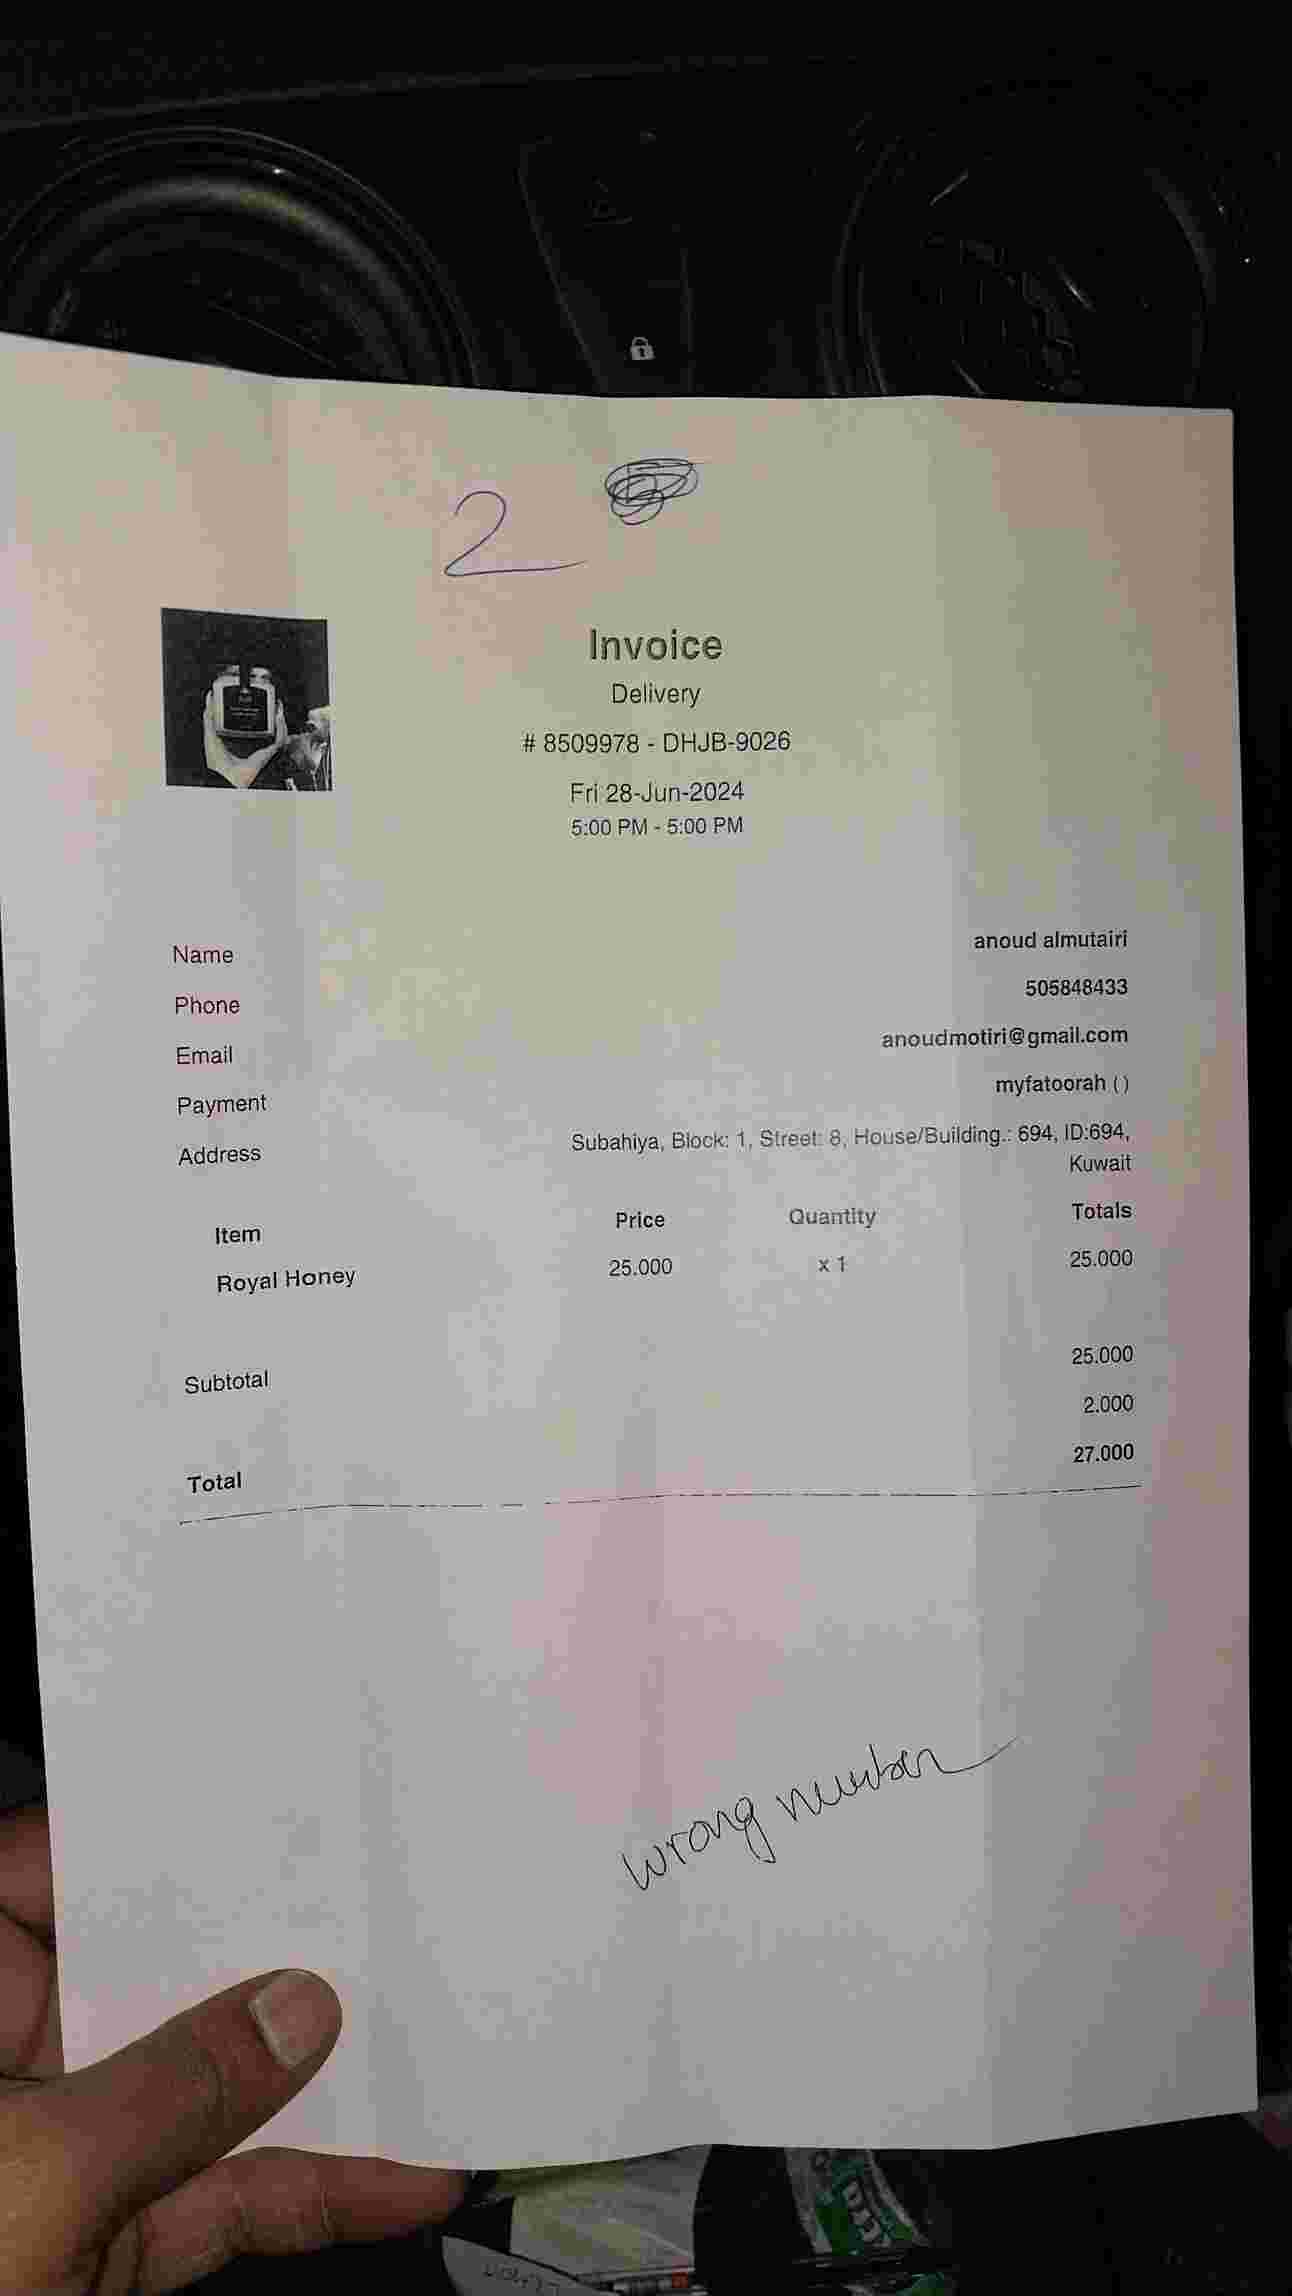 2
Invoice
Delivery
# 8509978 - DHJB-9026
Fri 28-Jun-2024
5:00 PM - 5:00 PM
Name anoud almutairi
Phone 505848433
Email anoudmotiri@gmail.com
Payment myfatoorah ( )
Address Subahiya, Block: 1, Street: 8, House/Building.: 694, ID:694,
Kuwait
Item Price Quantity Totals
Royal Honey 25.000 x 1 25.000
Subtotal 25.000
2.000
Total 27.000
wrong number